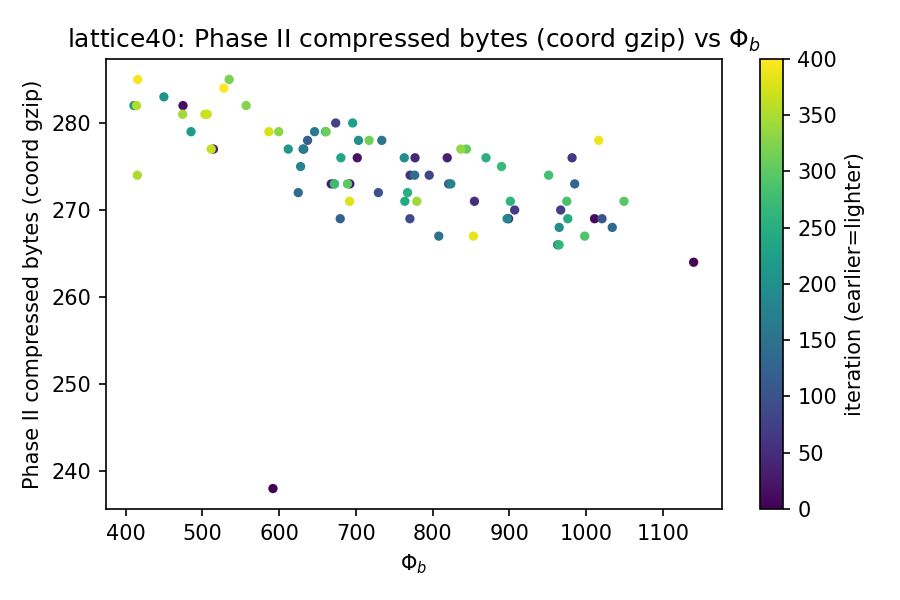 lattice40: Phase II compressed bytes (coord gzip) vs Φ_b
Phase II compressed bytes (coord gzip)
280
270
260
250
240
400 500 600 700 800 900 1000 1100
Φ_b
400
350
300
250
200
150
100
50
0
iteration (earlier=lighter)